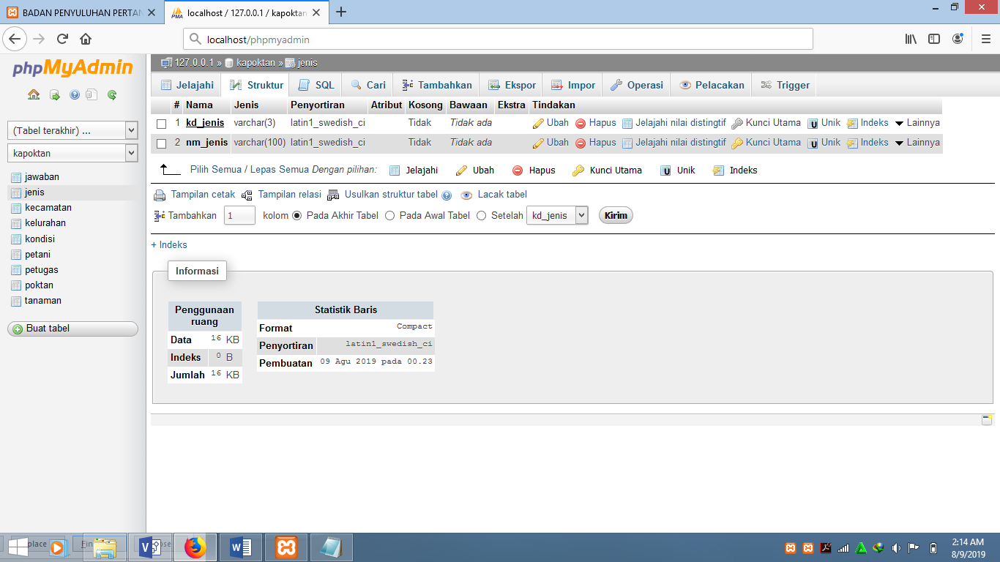 BADAN PENYULUHAN PERTAN
localhost / 127.0.0.1 / kapoktan
localhost/phpmyadmin
phpMyAdmin
(Tabel terakhir) ...
kapoktan
jawaban
jenis
kecamatan
kelurahan
kondisi
petani
petugas
poktan
tanaman
Buat tabel
127.0.0.1 » kapoktan » jenis
Jelajahi Struktur SQL Cari Tambahkan Ekspor Impor Operasi Pelacakan Trigger
# Nama Jenis Penyortiran Atribut Kosong Bawaan Ekstra Tindakan
1 kd_jenis varchar(3) latin1_swedish_ci Tidak Tidak ada Ubah Hapus Jelajahi nilai distingtif Kunci Utama Unik Indeks Lainnya
2 nm_jenis varchar(100) latin1_swedish_ci Tidak Tidak ada Ubah Hapus Jelajahi nilai distingtif Kunci Utama Unik Indeks Lainnya
Pilih Semua / Lepas Semua Dengan pilihan: Jelajahi Ubah Hapus Kunci Utama Unik Indeks
Tampilan cetak Tampilan relasi Usulkan struktur tabel Lacak tabel
Tambahkan 1 kolom Pada Akhir Tabel Pada Awal Tabel Setelah kd_jenis Kirim
+ Indeks
Informasi
Penggunaan
ruang
Data 16 KB
Indeks 0 B
Jumlah 16 KB
Statistik Baris
Format Compact
Penyortiran latin1_swedish_ci
Pembuatan 09 Agu 2019 pada 00.23
2:14 AM
8/9/2019